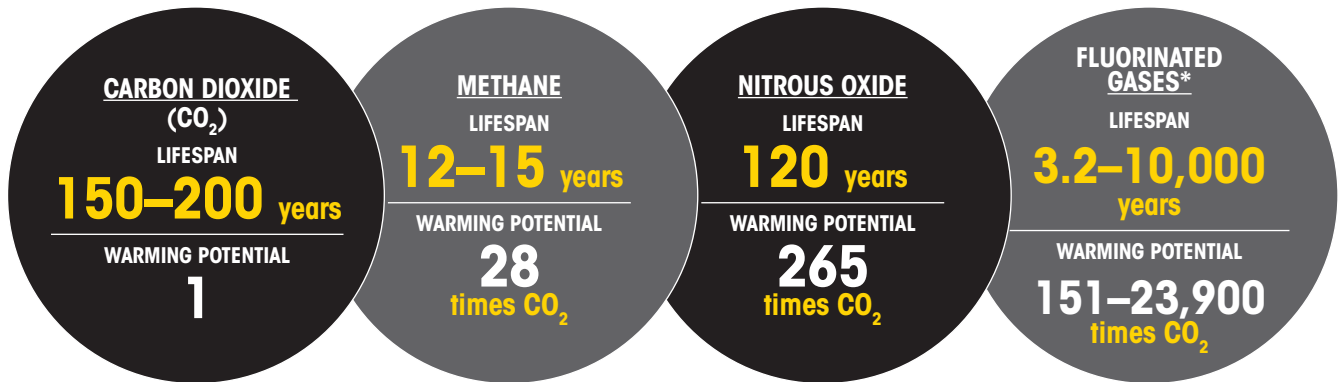 CARBON DIOXIDE
(CO₂)
LIFESPAN
150–200 years
WARMING POTENTIAL
1
METHANE
LIFESPAN
12–15 years
WARMING POTENTIAL
28
times CO₂
NITROUS OXIDE
LIFESPAN
120 years
WARMING POTENTIAL
265
times CO₂
FLUORINATED
GASES*
LIFESPAN
3.2–10,000
years
WARMING POTENTIAL
151–23,900
times CO₂